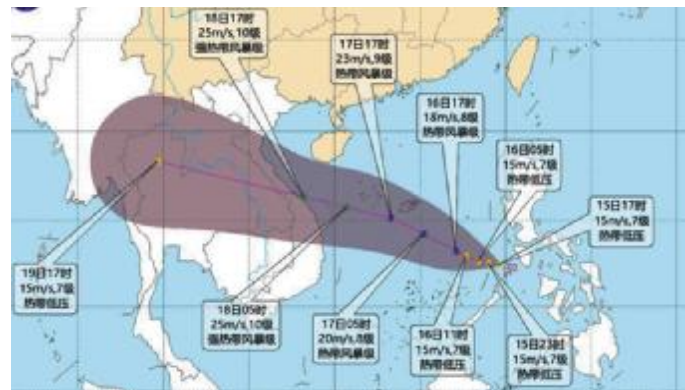 18日17时
25m/s,10级
强热带风暴级
17日17时
23m/s,9级
热带风暴级
16日17时
18m/s,8级
热带风暴级
16日05时
15m/s,7级
热带低压
15日17时
15m/s,7级
热带低压
19日17时
15m/s,7级
热带低压
18日05时
25m/s,10级
强热带风暴级
17日05时
20m/s,8级
热带风暴级
16日11时
15m/s,7级
热带低压
15日23时
15m/s,7级
热带低压